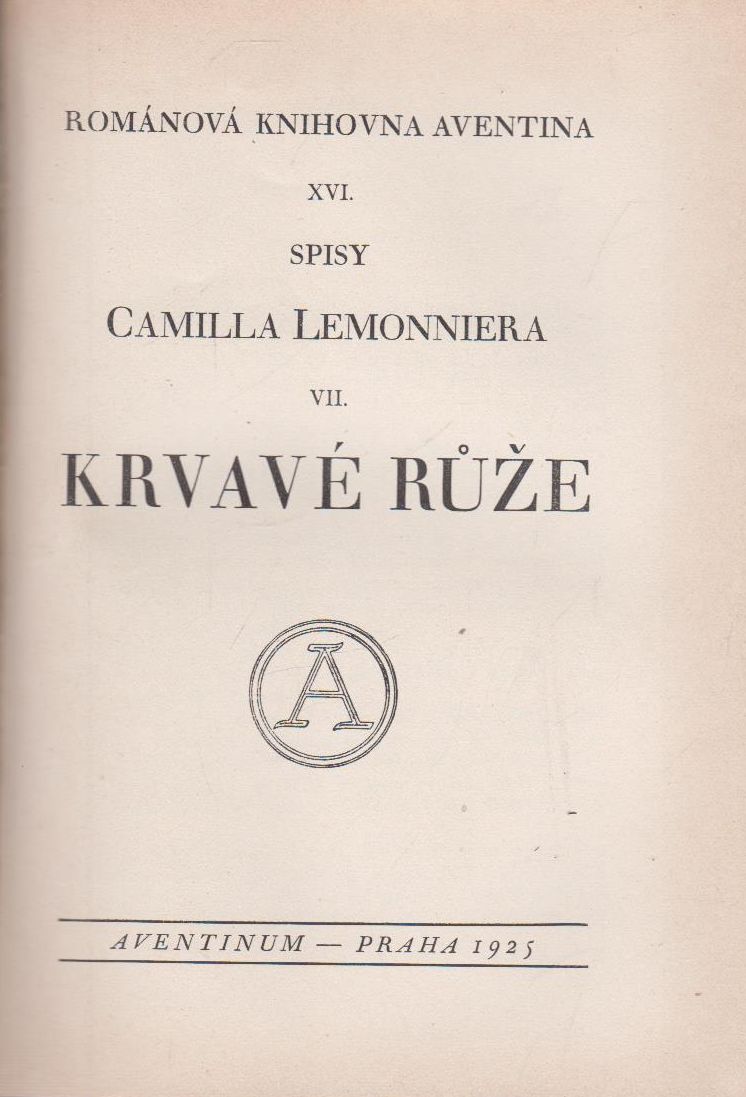 ROMÁNOVÁ KNIHOVNA AVENTINA
XVI.
SPISY
CAMILLA LEMONNIERA
VII.
KRVAVÉ RŮŽE
A
AVENTINUM — PRAHA 1925